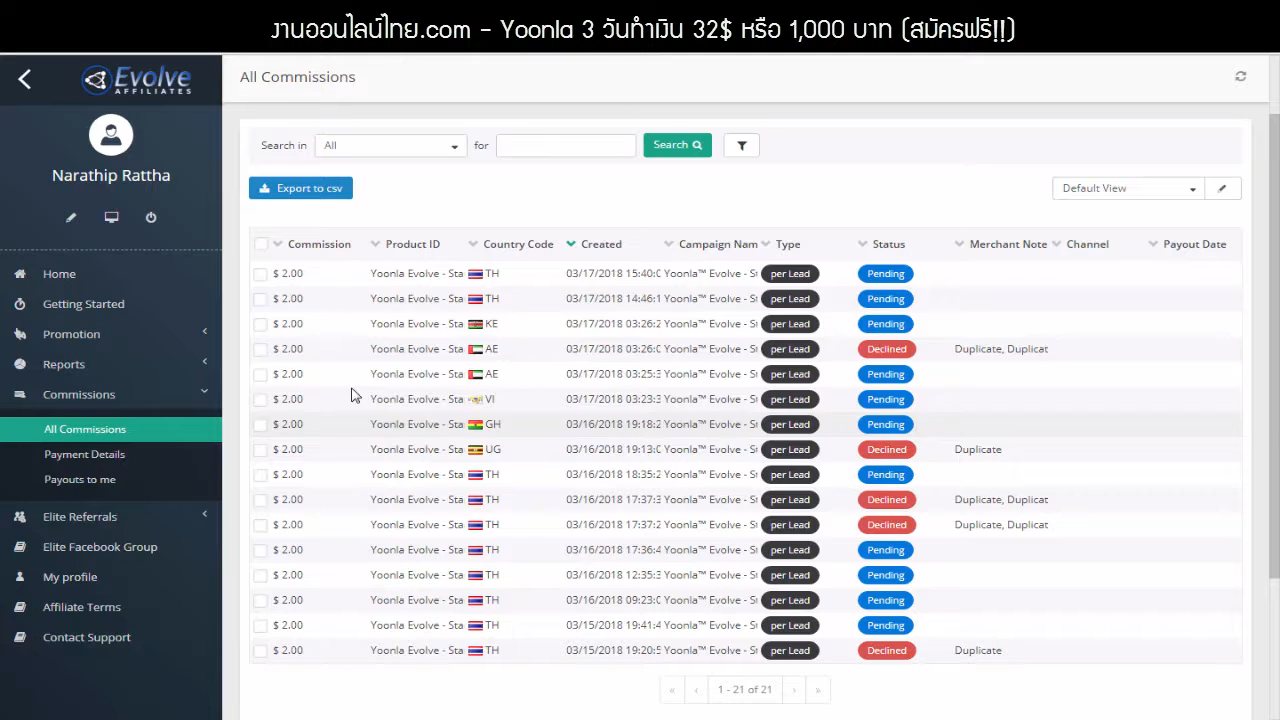 งานออนไลน์ไทย.com - Yoonla 3 วันทำเงิน 32$ หรือ 1,000 บาท (สมัครฟรี!!)
Evolve
AFFILIATES
All Commissions
Narathip Rattha
Home
Getting Started
Promotion
Reports
Commissions
All Commissions
Payment Details
Payouts to me
Elite Referrals
Elite Facebook Group
My profile
Affiliate Terms
Contact Support
Search in All for Search
Export to csv Default View
Commission Product ID Country Code Created Campaign Nam Type Status Merchant Note Channel Payout Date
$ 2.00 Yoonla Evolve - Sta TH 03/17/2018 15:40:0 Yoonla™ Evolve - S per Lead Pending
$ 2.00 Yoonla Evolve - Sta TH 03/17/2018 14:46:1 Yoonla™ Evolve - S per Lead Pending
$ 2.00 Yoonla Evolve - Sta KE 03/17/2018 03:26:2 Yoonla™ Evolve - S per Lead Pending
$ 2.00 Yoonla Evolve - Sta AE 03/17/2018 03:26:0 Yoonla™ Evolve - S per Lead Declined Duplicate, Duplicat
$ 2.00 Yoonla Evolve - Sta AE 03/17/2018 03:25:3 Yoonla™ Evolve - S per Lead Pending
$ 2.00 Yoonla Evolve - Sta VI 03/17/2018 03:23:3 Yoonla™ Evolve - S per Lead Pending
$ 2.00 Yoonla Evolve - Sta GH 03/16/2018 19:18:2 Yoonla™ Evolve - S per Lead Pending
$ 2.00 Yoonla Evolve - Sta UG 03/16/2018 19:13:0 Yoonla™ Evolve - S per Lead Declined Duplicate
$ 2.00 Yoonla Evolve - Sta TH 03/16/2018 18:35:2 Yoonla™ Evolve - S per Lead Pending
$ 2.00 Yoonla Evolve - Sta TH 03/16/2018 17:37:3 Yoonla™ Evolve - S per Lead Declined Duplicate, Duplicat
$ 2.00 Yoonla Evolve - Sta TH 03/16/2018 17:37:2 Yoonla™ Evolve - S per Lead Declined Duplicate, Duplicat
$ 2.00 Yoonla Evolve - Sta TH 03/16/2018 17:36:4 Yoonla™ Evolve - S per Lead Pending
$ 2.00 Yoonla Evolve - Sta TH 03/16/2018 12:35:3 Yoonla™ Evolve - S per Lead Pending
$ 2.00 Yoonla Evolve - Sta TH 03/16/2018 09:23:0 Yoonla™ Evolve - S per Lead Pending
$ 2.00 Yoonla Evolve - Sta TH 03/15/2018 19:41:4 Yoonla™ Evolve - S per Lead Pending
$ 2.00 Yoonla Evolve - Sta TH 03/15/2018 19:20:5 Yoonla™ Evolve - S per Lead Declined Duplicate
« ‹ 1 - 21 of 21 › »